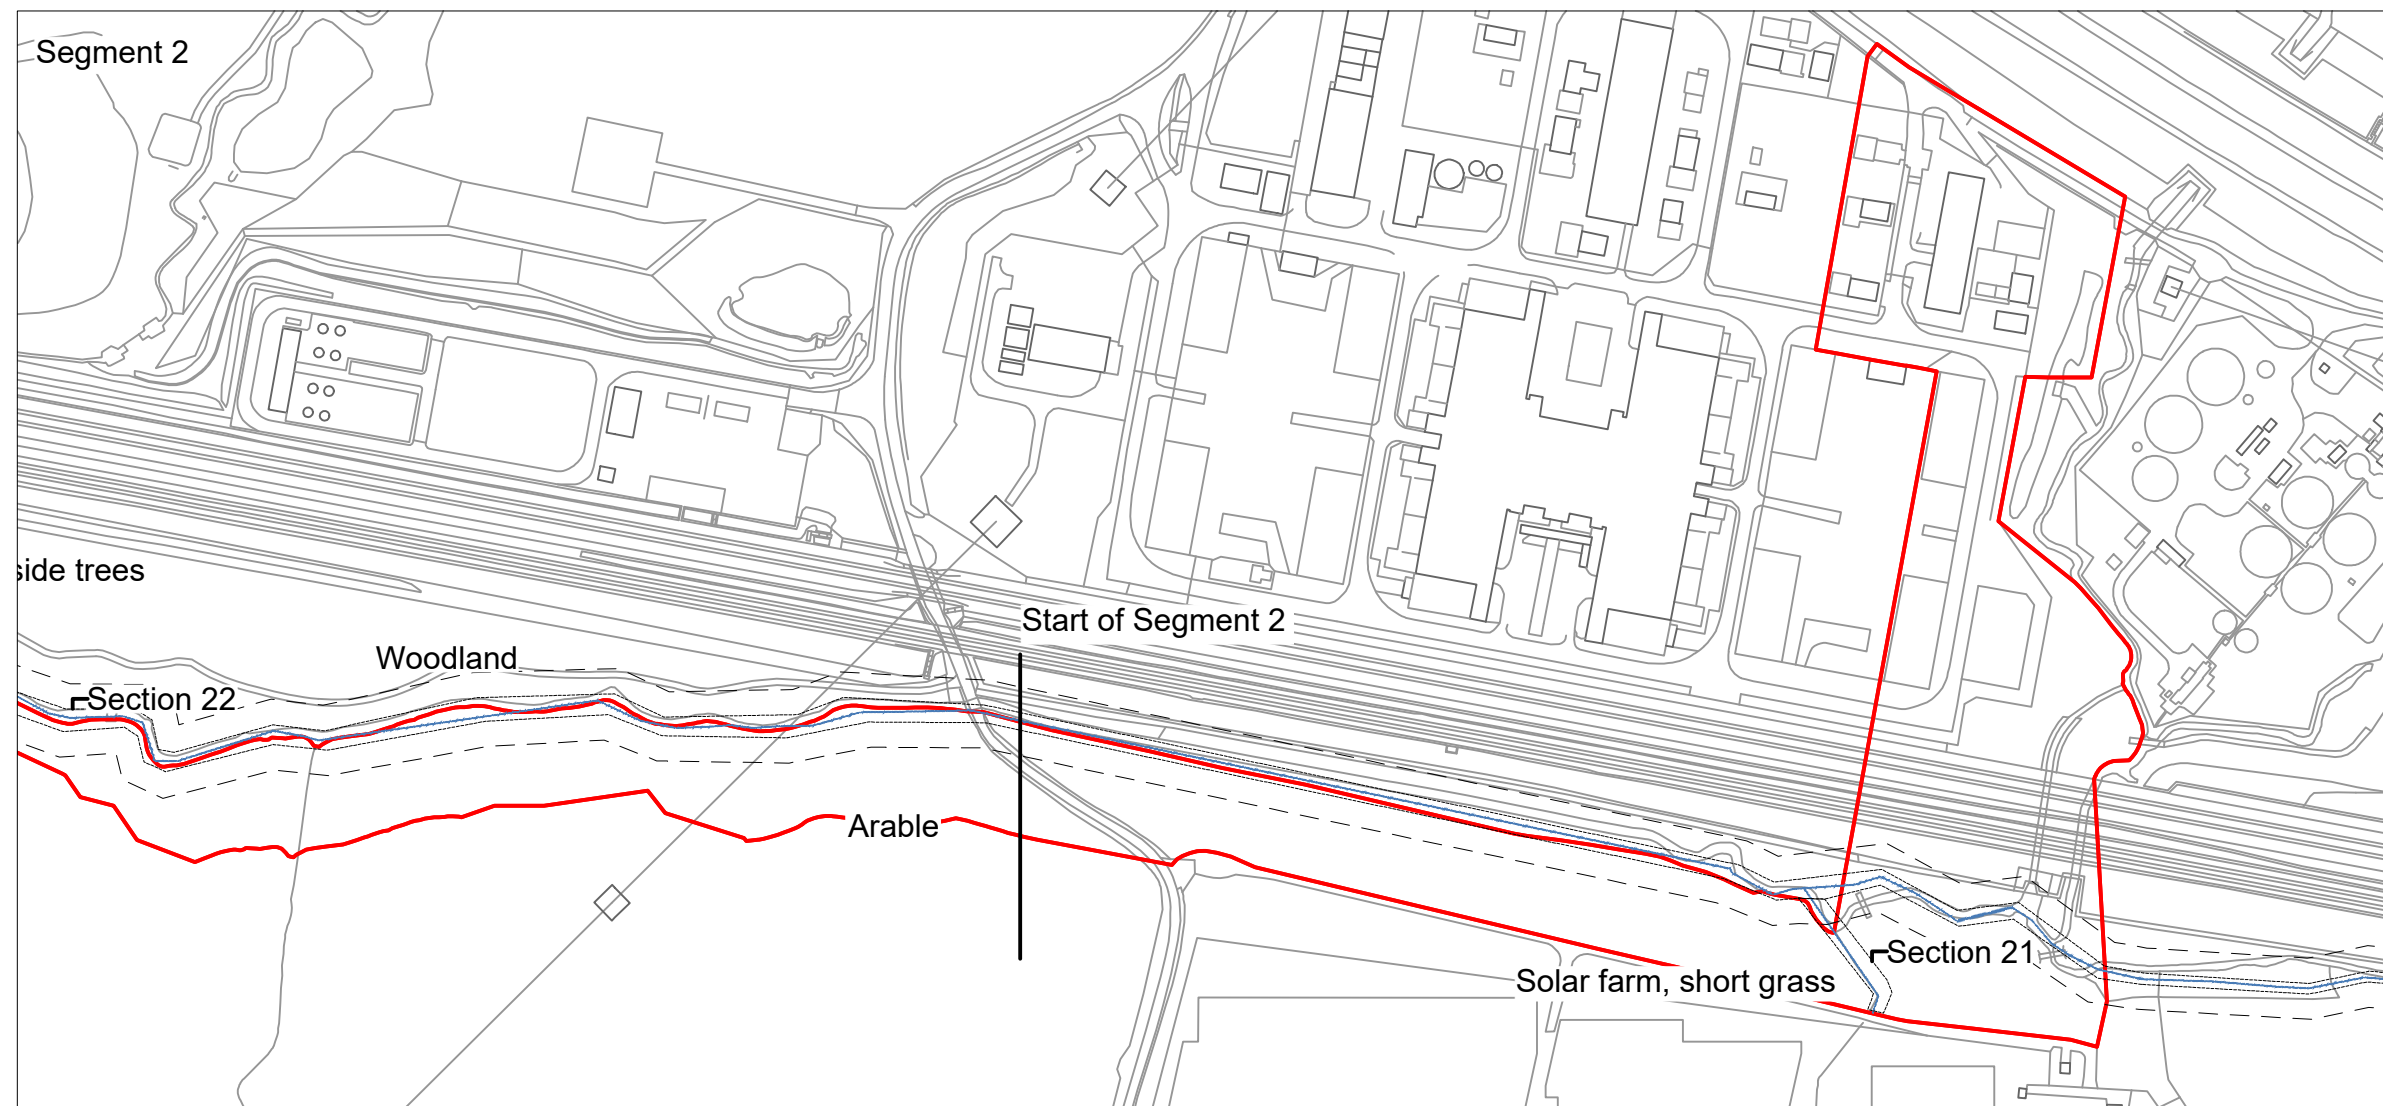 Segment 2
side trees
Start of Segment 2
Woodland
Section 22
Arable
Section 21
Solar farm, short grass